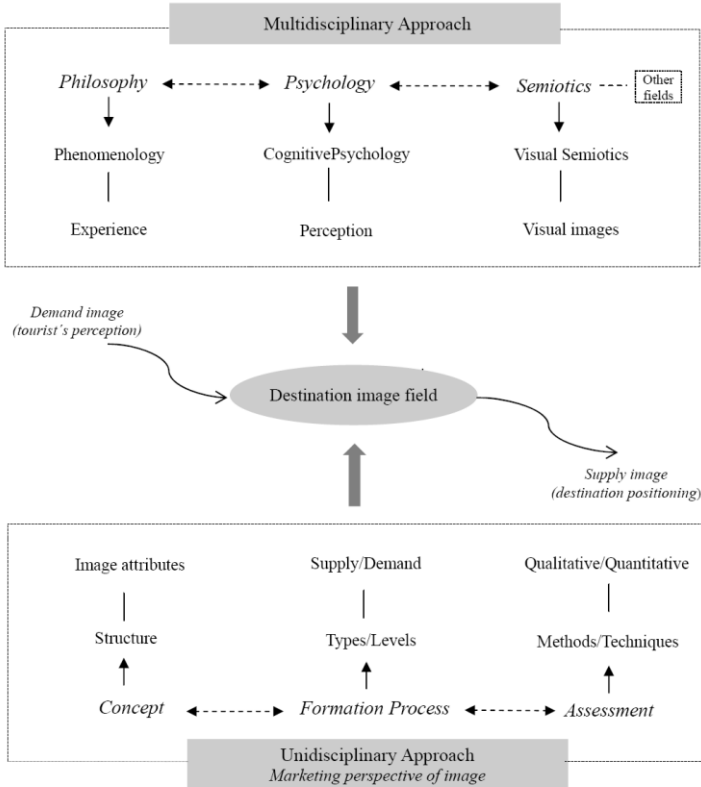 Multidisciplinary Approach
Philosophy
Psychology
Semiotics
Other
fields
Phenomenology
CognitivePsychology
Visual Semiotics
Experience
Perception
Visual images
Demand image
(tourist´s perception)
Destination image field
Supply image
(destination positioning)
Image attributes
Supply/Demand
Qualitative/Quantitative
Structure
Types/Levels
Methods/Techniques
Concept
Formation Process
Assessment
Unidisciplinary Approach
Marketing perspective of image